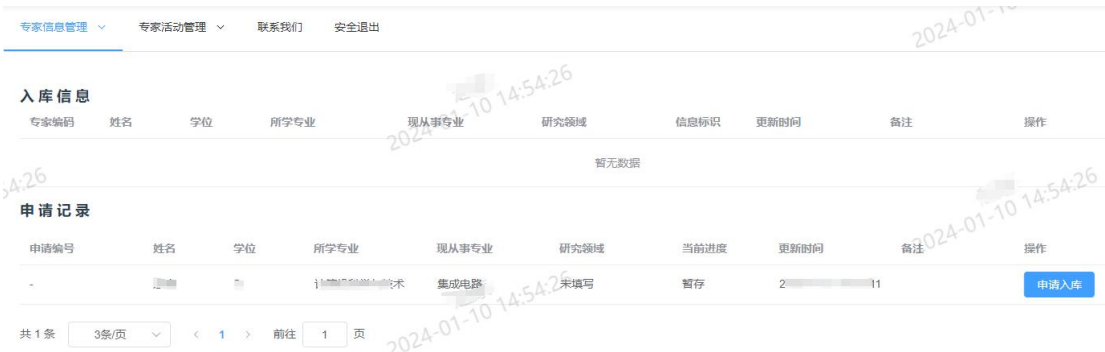 专家信息管理 专家活动管理 联系我们 安全退出
2024-01-10
入库信息
2024-01-10 14:54:26
专家编码 姓名 学位 所学专业 现从事专业 研究领域 信息标识 更新时间 备注 操作
暂无数据
54:26
申请记录
2024-01-10 14:54:26
申请编号 姓名 学位 所学专业 现从事专业 研究领域 当前进度 更新时间 备注 操作
- 技术 集成电路 未填写 暂存 2 11 申请入库
2024-01-10 14:54:26
共 1 条 3条/页 < 1 > 前往 1 页